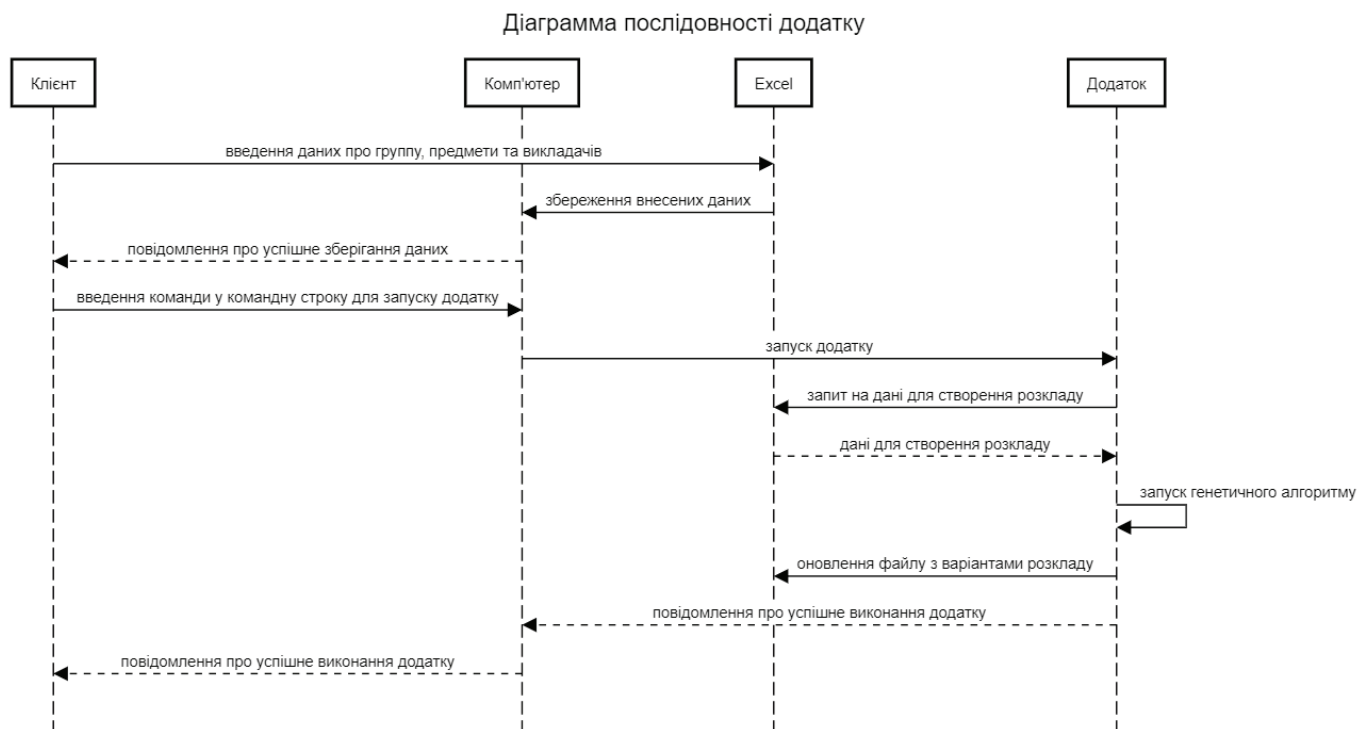 Діаграмма послідовності додатку
Клієнт
Комп'ютер
Excel
Додаток
введення даних про группу, предмети та викладачів
збереження внесених даних
повідомлення про успішне зберігання даних
введення команди у командну строку для запуску додатку
запуск додатку
запит на дані для створення розкладу
дані для створення розкладу
запуск генетичного алгоритму
оновлення файлу з варіантами розкладу
повідомлення про успішне виконання додатку
повідомлення про успішне виконання додатку